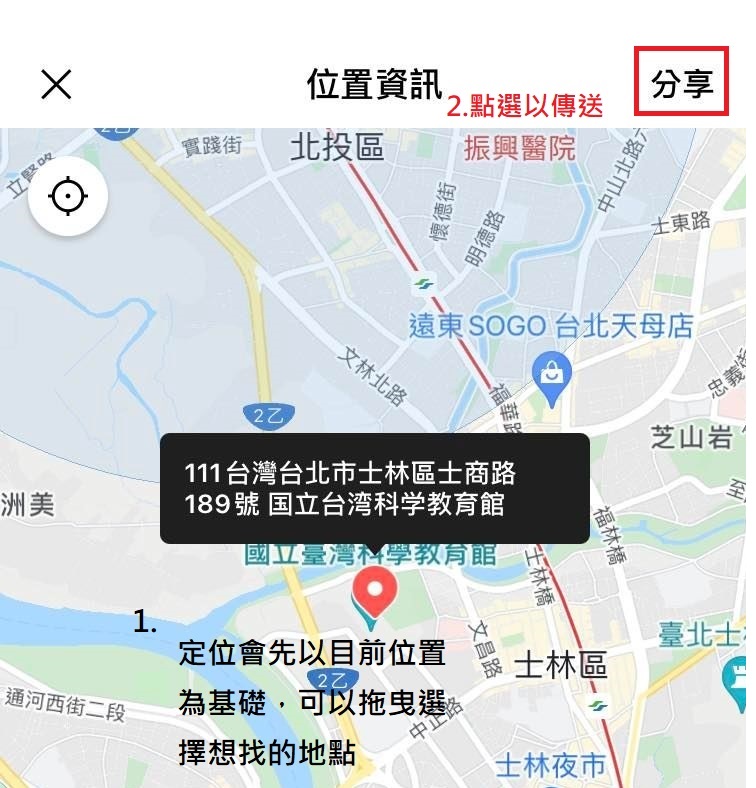 位置資訊
分享
2.點選以傳送
實踐街
北投區
振興醫院
立賢路
懷德街
明德路
士東路
遠東 SOGO 台北天母店
文林北路
福華路
忠義街
2乙
芝山岩
111台灣台北市士林區士商路
189號 国立台湾科学教育館
洲美
國立臺灣科學教育館
福林橋
士林橋
1.
定位會先以目前位置
為基礎，可以拖曳選
擇想找的地點
文昌路
士林區
臺北士
2乙
通河西街二段
中正路
士林夜市